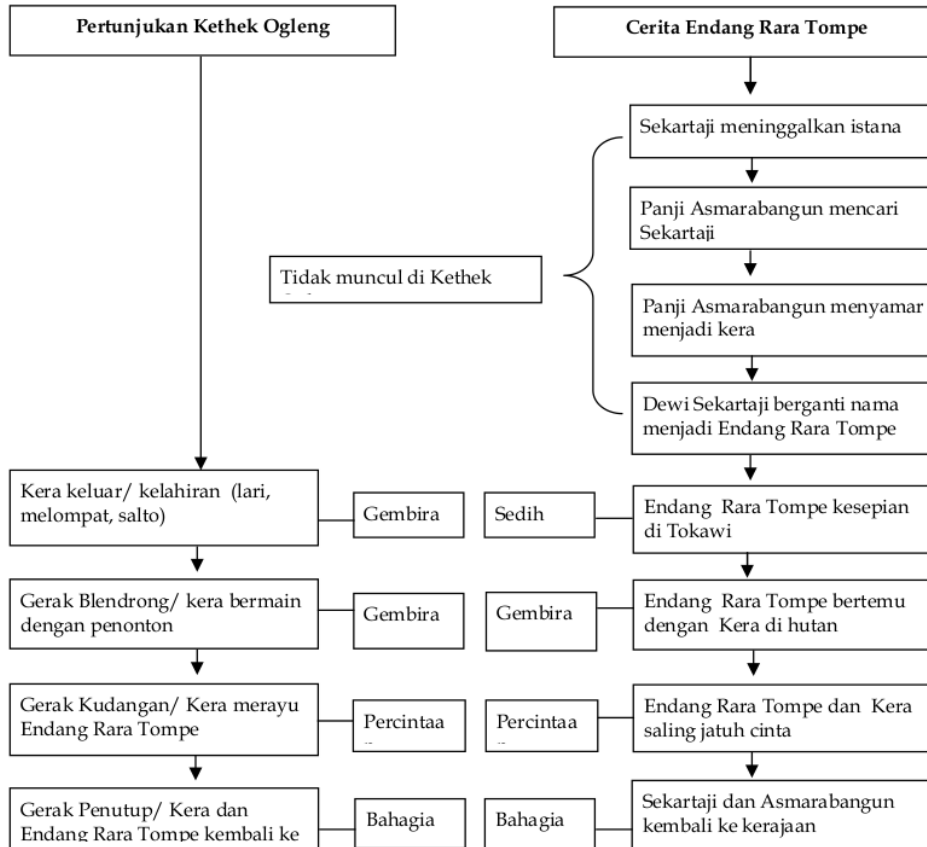 Pertunjukan Kethek Ogleng
Cerita Endang Rara Tompe
Sekartaji meninggalkan istana
Panji Asmarabangun mencari
Sekartaji
Tidak muncul di Kethek
Panji Asmarabangun menyamar
menjadi kera
Dewi Sekartaji berganti nama
menjadi Endang Rara Tompe
Kera keluar/ kelahiran (lari,
melompat, salto)
Gembira
Sedih
Endang Rara Tompe kesepian
di Tokawi
Gerak Blendrong/ kera bermain
dengan penonton
Gembira
Gembira
Endang Rara Tompe bertemu
dengan Kera di hutan
Gerak Kudangan/ Kera merayu
Endang Rara Tompe
Percintaa
Percintaa
Endang Rara Tompe dan Kera
saling jatuh cinta
Gerak Penutup/ Kera dan
Endang Rara Tompe kembali ke
Bahagia
Bahagia
Sekartaji dan Asmarabangun
kembali ke kerajaan